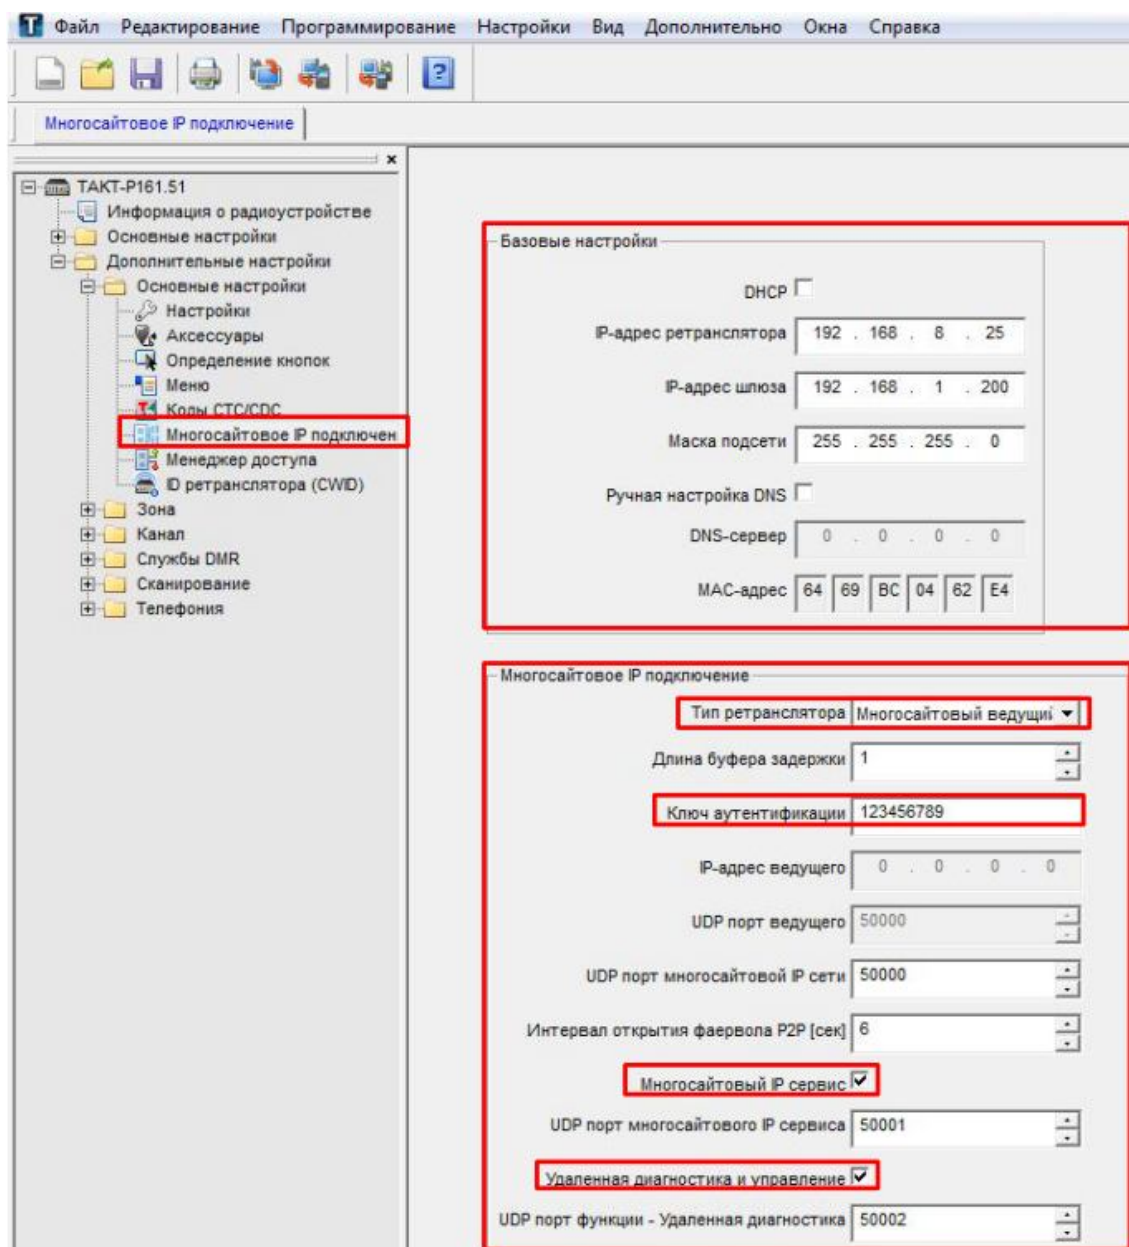 Файл Редактирование Программирование Настройки Вид Дополнительно Окна Справка
Многосайтовое IP подключение
ТАКТ-Р161.51
Информация о радиоустройстве
Основные настройки
Дополнительные настройки
Основные настройки
Настройки
Аксессуары
Определение кнопок
Меню
Коды CTC/CDC
Многосайтовое IP подключен
Менеджер доступа
ID ретранслятора (CWID)
Зона
Канал
Службы DMR
Сканирование
Телефония
Базовые настройки
DHCP
IP-адрес ретранслятора 192 . 168 . 8 . 25
IP-адрес шлюза 192 . 168 . 1 . 200
Маска подсети 255 . 255 . 255 . 0
Ручная настройка DNS
DNS-сервер 0 . 0 . 0 . 0
MAC-адрес 64 69 BC 04 62 E4
Многосайтовое IP подключение
Тип ретранслятора Многосайтовый ведущий
Длина буфера задержки 1
Ключ аутентификации 123456789
IP-адрес ведущего 0 . 0 . 0 . 0
UDP порт ведущего 50000
UDP порт многосайтовой IP сети 50000
Интервал открытия фаервола P2P [сек] 6
Многосайтовый IP сервис
UDP порт многосайтового IP сервиса 50001
Удаленная диагностика и управление
UDP порт функции - Удаленная диагностика 50002